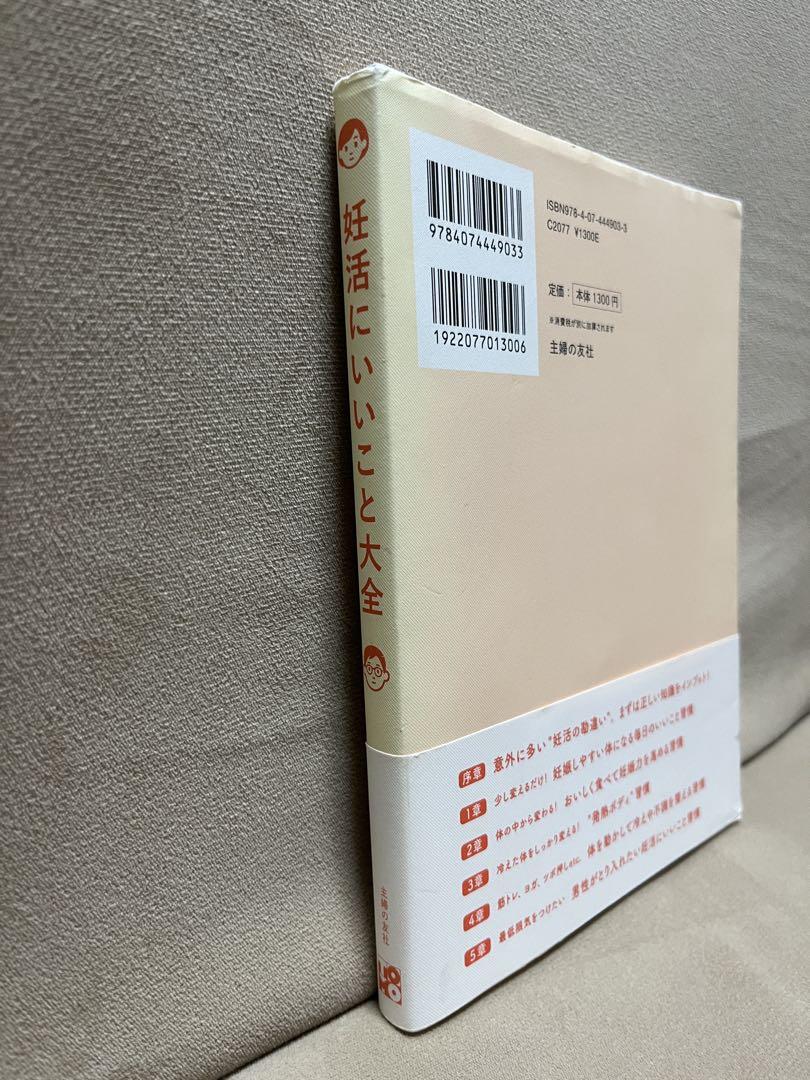 妊活にいいこと大全
主婦の友社
TOMO
9784074449033
1922077013006
ISBN978-4-07-444903-3
C2077 ¥1300E
定価：本体1300円
※消費税が別に加算されます
主婦の友社
序章 意外に多い“妊活の勘違い”。まずは正しい知識をインプット！
1章 少し変えるだけ！ 妊娠しやすい体になる毎日のいいこと習慣
2章 体の中から変わる！ おいしく食べて妊娠力を高める習慣
3章 冷えた体をしっかり変える！ “発熱ボディ”習慣
4章 筋トレ、ヨガ、ツボ押しetc. 体を動かして冷えや不調を整える習慣
5章 最低限気をつけたい 男性がとり入れたい妊活にいいこと習慣